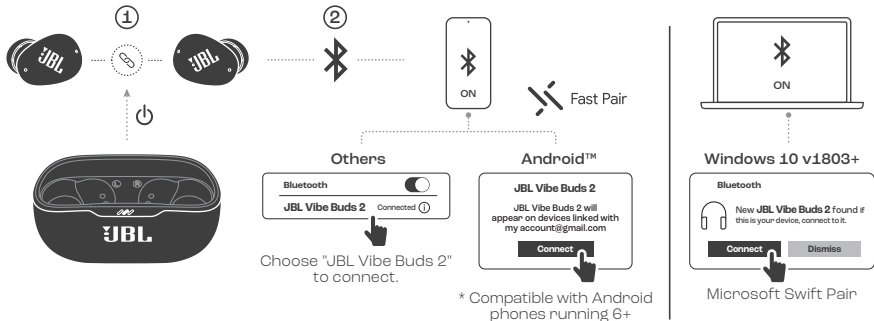 1
2
JBL
JBL
ON
Fast Pair
L R
JBL
Others
Bluetooth
JBL Vibe Buds 2 Connected i
Choose "JBL Vibe Buds 2"
to connect.
Android™
JBL Vibe Buds 2
JBL Vibe Buds 2 will
appear on devices linked with
my account@gmail.com
Connect
* Compatible with Android
phones running 6+
ON
Windows 10 v1803+
Bluetooth
New JBL Vibe Buds 2 found if
this is your device, connect to it.
Connect Dismiss
Microsoft Swift Pair